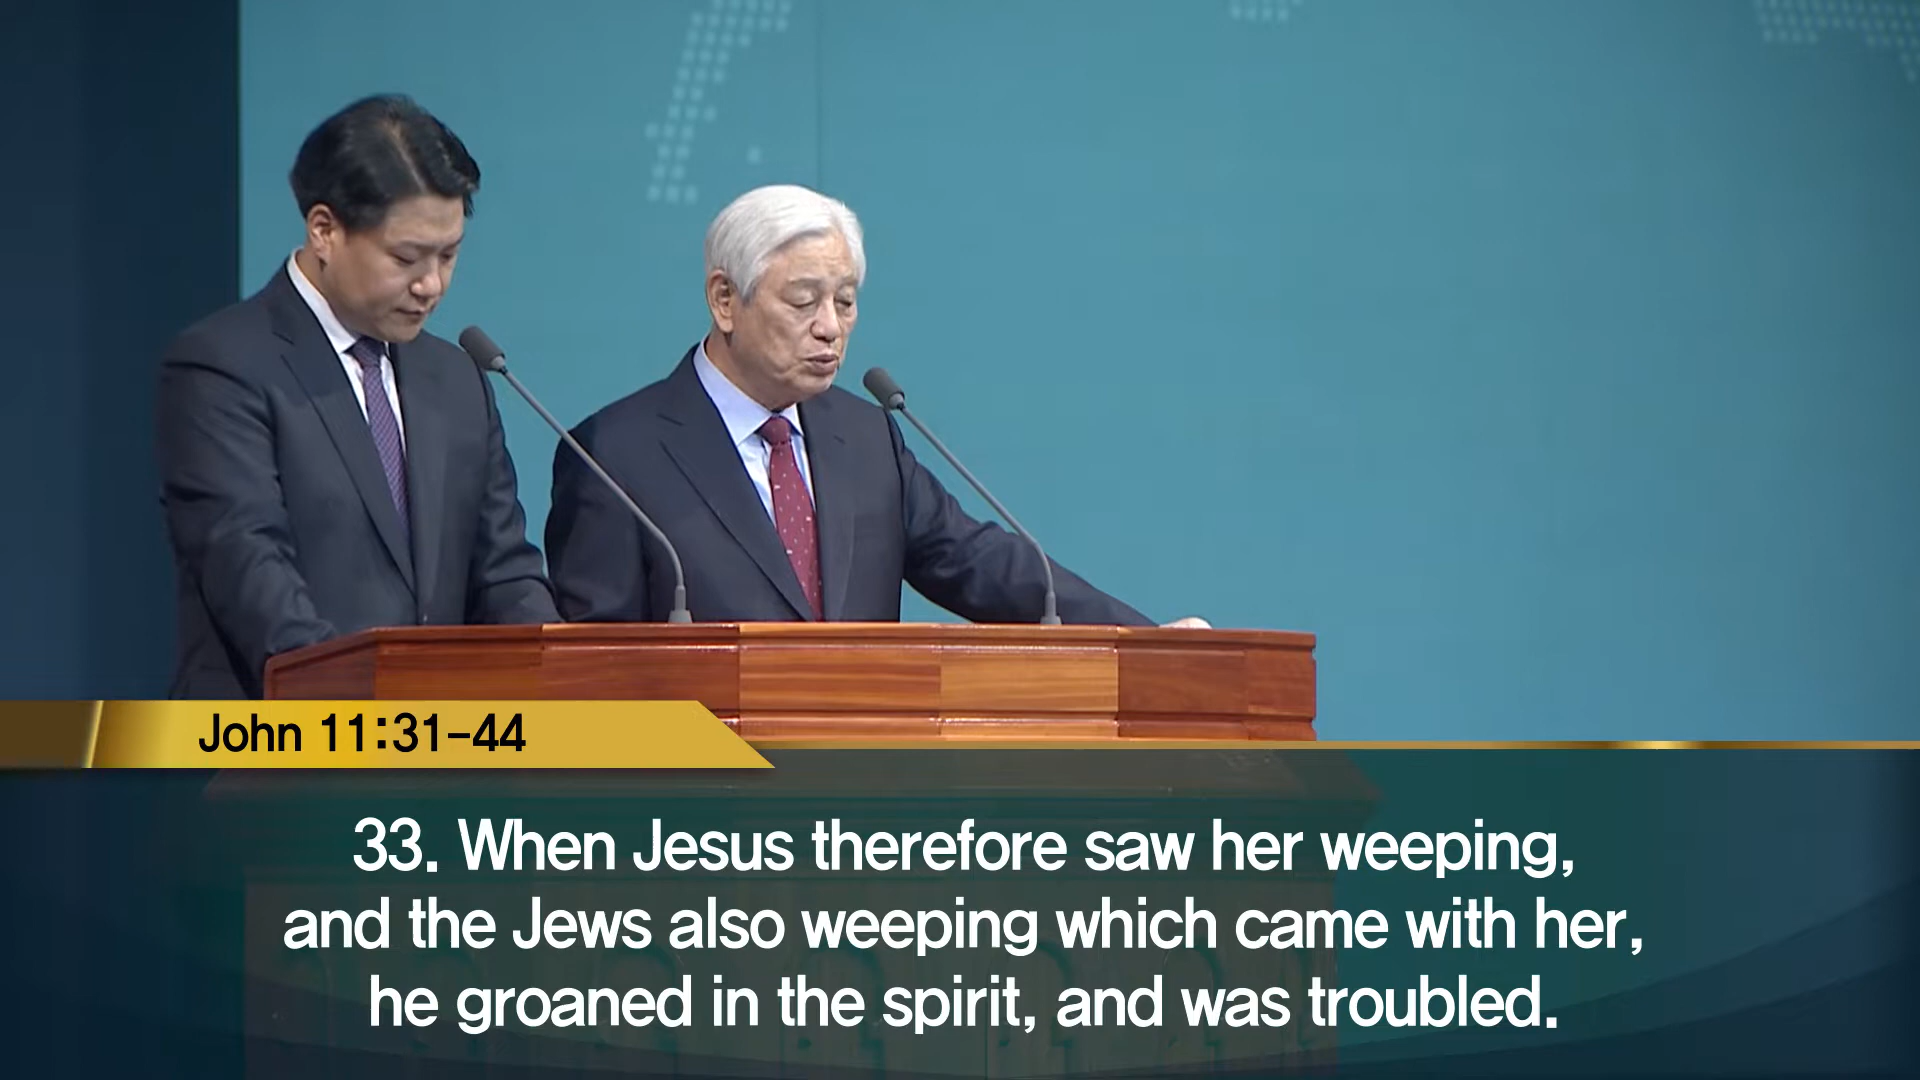 John 11:31-44
33. When Jesus therefore saw her weeping,
and the Jews also weeping which came with her,
he groaned in the spirit, and was troubled.